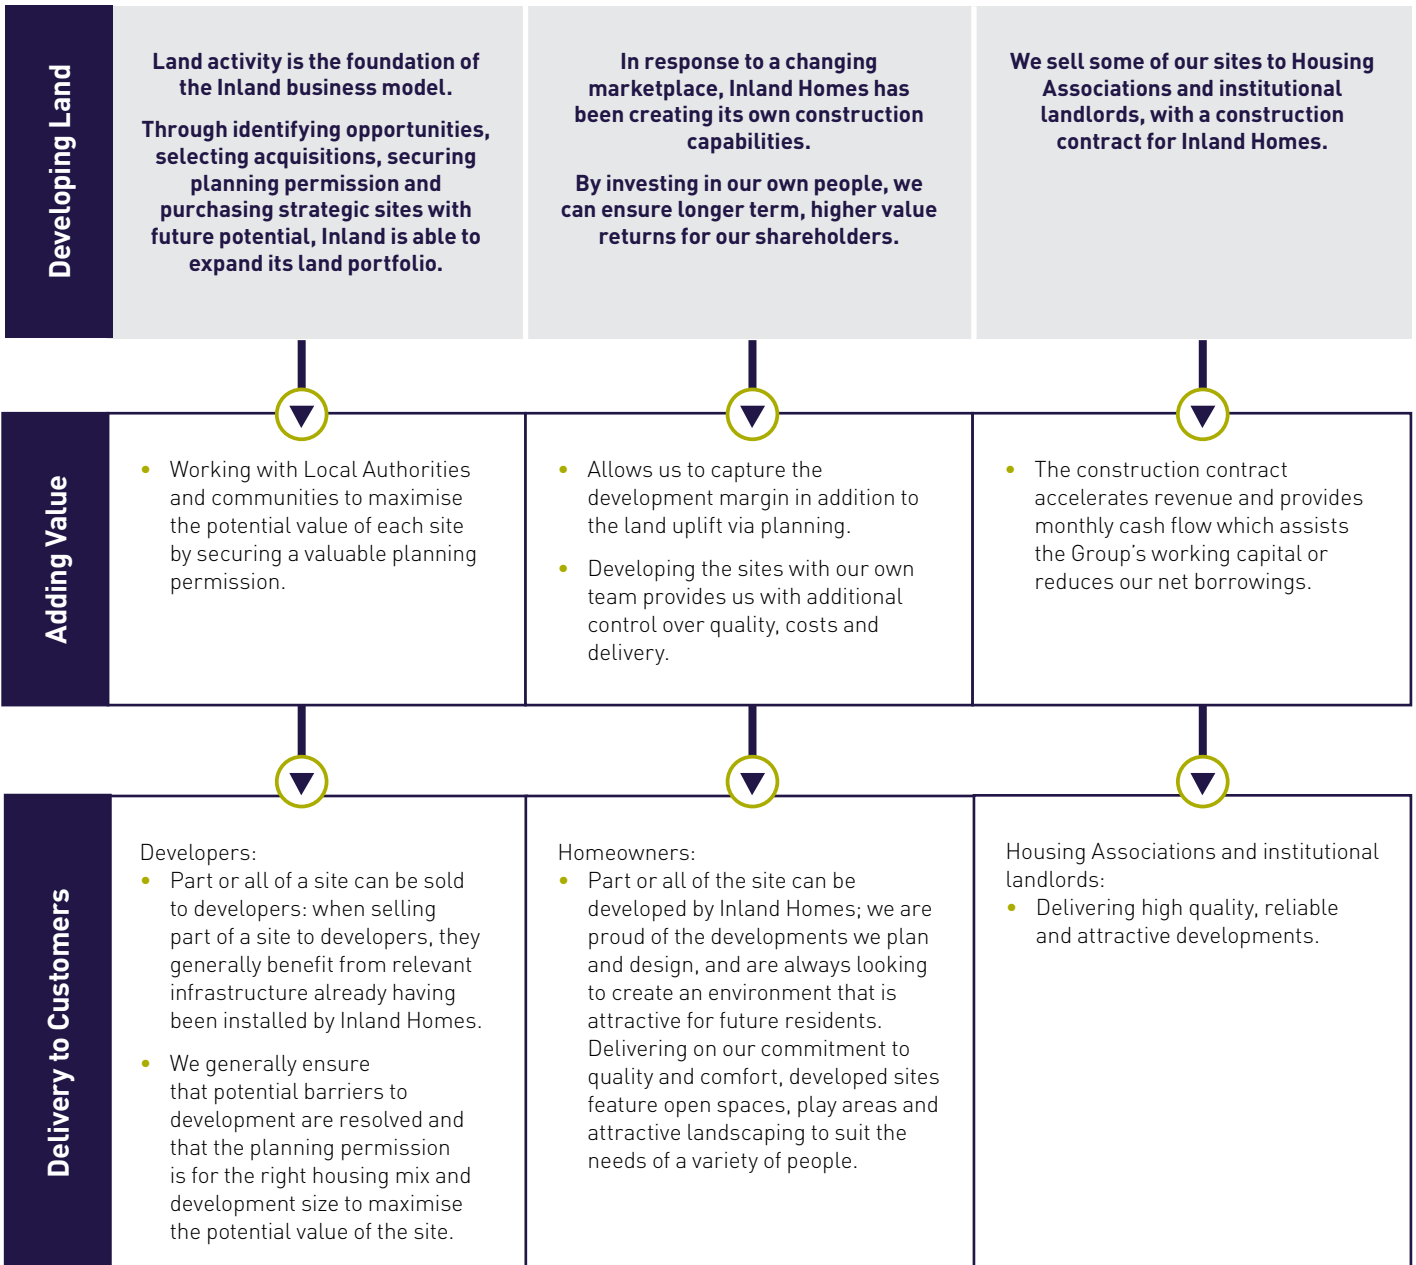 Developing Land
Land activity is the foundation of
the Inland business model.
Through identifying opportunities,
selecting acquisitions, securing
planning permission and
purchasing strategic sites with
future potential, Inland is able to
expand its land portfolio.
In response to a changing
marketplace, Inland Homes has
been creating its own construction
capabilities.
By investing in our own people, we
can ensure longer term, higher value
returns for our shareholders.
We sell some of our sites to Housing
Associations and institutional
landlords, with a construction
contract for Inland Homes.
Adding Value
• Working with Local Authorities
and communities to maximise
the potential value of each site
by securing a valuable planning
permission.
• Allows us to capture the
development margin in addition to
the land uplift via planning.
• Developing the sites with our own
team provides us with additional
control over quality, costs and
delivery.
• The construction contract
accelerates revenue and provides
monthly cash flow which assists
the Group's working capital or
reduces our net borrowings.
Delivery to Customers
Developers:
• Part or all of a site can be sold
to developers: when selling
part of a site to developers, they
generally benefit from relevant
infrastructure already having
been installed by Inland Homes.
• We generally ensure
that potential barriers to
development are resolved and
that the planning permission
is for the right housing mix and
development size to maximise
the potential value of the site.
Homeowners:
• Part or all of the site can be
developed by Inland Homes; we are
proud of the developments we plan
and design, and are always looking
to create an environment that is
attractive for future residents.
Delivering on our commitment to
quality and comfort, developed sites
feature open spaces, play areas and
attractive landscaping to suit the
needs of a variety of people.
Housing Associations and institutional
landlords:
• Delivering high quality, reliable
and attractive developments.